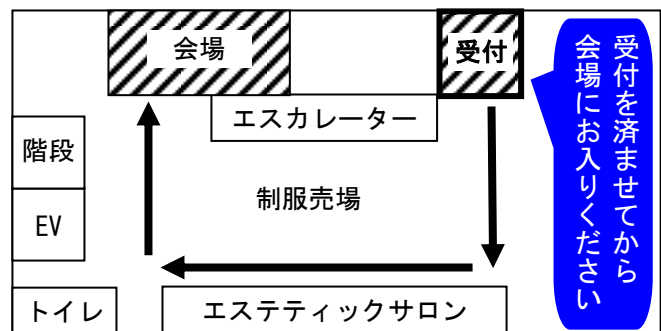 会場
受付
受付を済ませてから
会場にお入りください
エスカレーター
階段
制服売場
EV
トイレ
エステティックサロン